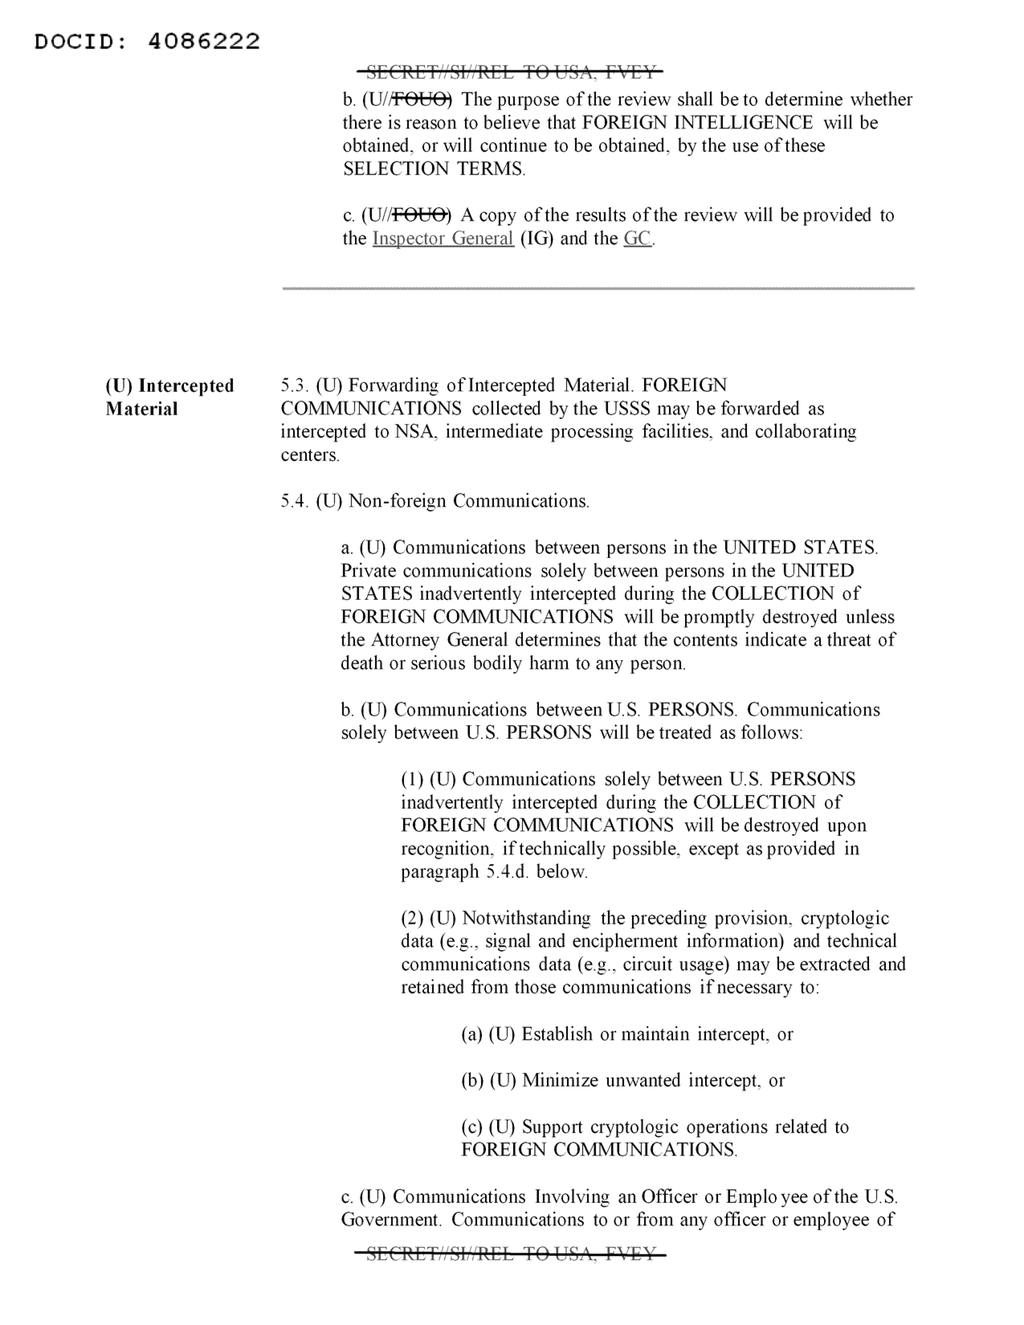 DOCID: 4086222
SECRET//SI//REL TO USA, FVEY
b. (U//FOUO) The purpose of the review shall be to determine whether
there is reason to believe that FOREIGN INTELLIGENCE will be
obtained, or will continue to be obtained, by the use of these
SELECTION TERMS.
c. (U//FOUO) A copy of the results of the review will be provided to
the Inspector General (IG) and the GC.
(U) Intercepted
Material
5.3. (U) Forwarding of Intercepted Material. FOREIGN
COMMUNICATIONS collected by the USSS may be forwarded as
intercepted to NSA, intermediate processing facilities, and collaborating
centers.
5.4. (U) Non-foreign Communications.
a. (U) Communications between persons in the UNITED STATES.
Private communications solely between persons in the UNITED
STATES inadvertently intercepted during the COLLECTION of
FOREIGN COMMUNICATIONS will be promptly destroyed unless
the Attorney General determines that the contents indicate a threat of
death or serious bodily harm to any person.
b. (U) Communications between U.S. PERSONS. Communications
solely between U.S. PERSONS will be treated as follows:
(1) (U) Communications solely between U.S. PERSONS
inadvertently intercepted during the COLLECTION of
FOREIGN COMMUNICATIONS will be destroyed upon
recognition, if technically possible, except as provided in
paragraph 5.4.d. below.
(2) (U) Notwithstanding the preceding provision, cryptologic
data (e.g., signal and encipherment information) and technical
communications data (e.g., circuit usage) may be extracted and
retained from those communications if necessary to:
(a) (U) Establish or maintain intercept, or
(b) (U) Minimize unwanted intercept, or
(c) (U) Support cryptologic operations related to
FOREIGN COMMUNICATIONS.
c. (U) Communications Involving an Officer or Employee of the U.S.
Government. Communications to or from any officer or employee of
SECRET//SI//REL TO USA, FVEY